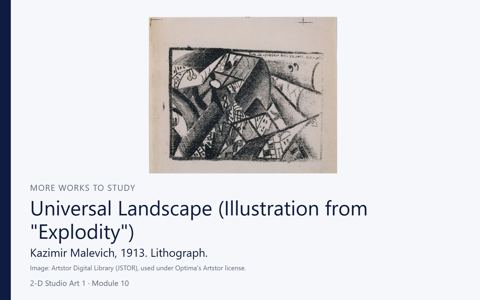 MORE WORKS TO STUDY
Universal Landscape (Illustration from
"Explodity")
Kazimir Malevich, 1913. Lithograph.
Image: Artstor Digital Library (JSTOR), used under Optima's Artstor license.
2-D Studio Art 1 · Module 10